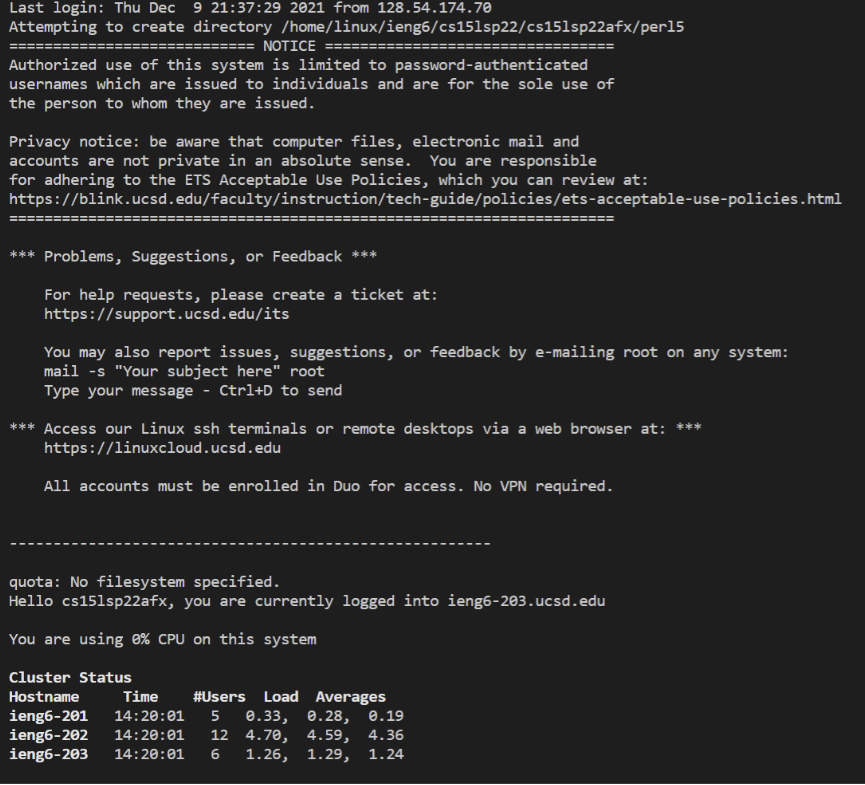 Last login: Thu Dec  9 21:37:29 2021 from 128.54.174.70
Attempting to create directory /home/linux/ieng6/cs15lsp22/cs15lsp22afx/perl5
============================ NOTICE =================================
Authorized use of this system is limited to password-authenticated
usernames which are issued to individuals and are for the sole use of
the person to whom they are issued.
Privacy notice: be aware that computer files, electronic mail and
accounts are not private in an absolute sense.  You are responsible
for adhering to the ETS Acceptable Use Policies, which you can review at:
https://blink.ucsd.edu/faculty/instruction/tech-guide/policies/ets-acceptable-use-policies.html
=====================================================================
*** Problems, Suggestions, or Feedback ***
    For help requests, please create a ticket at:
    https://support.ucsd.edu/its
    You may also report issues, suggestions, or feedback by e-mailing root on any system:
    mail -s "Your subject here" root
    Type your message - Ctrl+D to send
*** Access our Linux ssh terminals or remote desktops via a web browser at: ***
    https://linuxcloud.ucsd.edu
    All accounts must be enrolled in Duo for access. No VPN required.
-------------------------------------------------------
quota: No filesystem specified.
Hello cs15lsp22afx, you are currently logged into ieng6-203.ucsd.edu
You are using 0% CPU on this system
Cluster Status
Hostname     Time    #Users  Load  Averages
ieng6-201   14:20:01   5   0.33,  0.28,  0.19
ieng6-202   14:20:01   12  4.70,  4.59,  4.36
ieng6-203   14:20:01   6   1.26,  1.29,  1.24